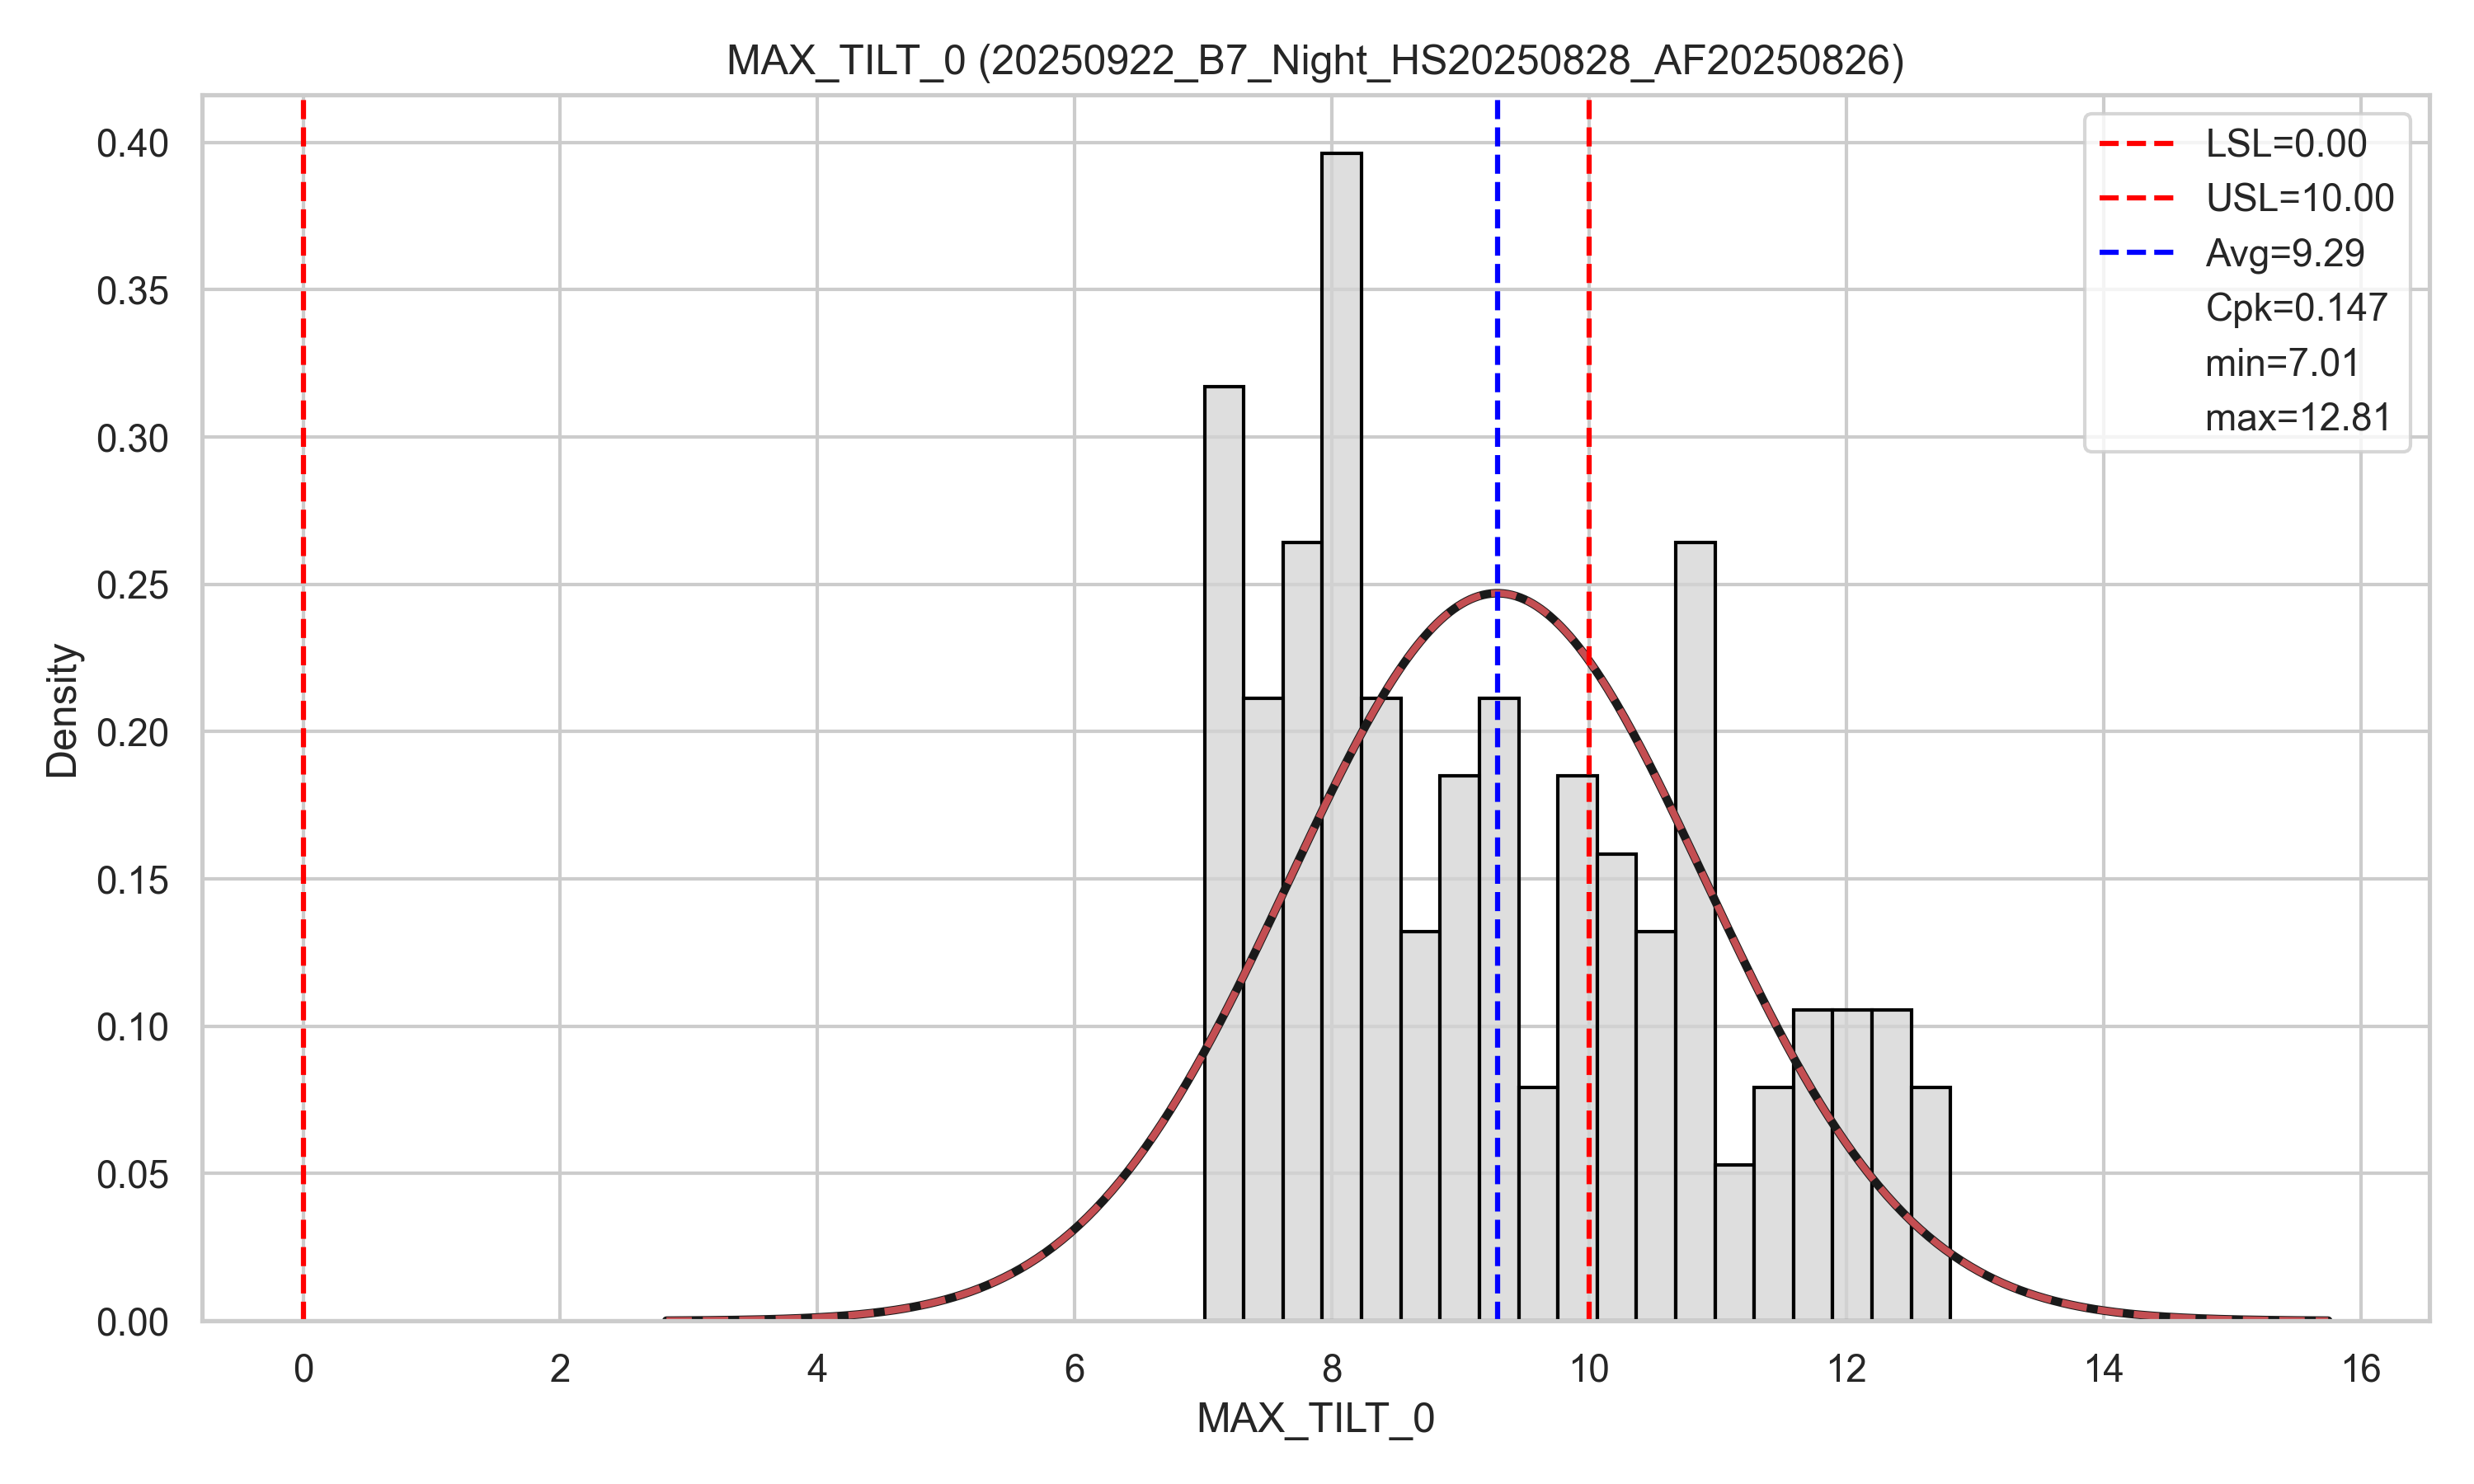 MAX_TILT_0 (20250922_B7_Night_HS20250828_AF20250826)
LSL=0.00
USL=10.00
Avg=9.29
Cpk=0.147
min=7.01
max=12.81
0.40
0.35
0.30
0.25
0.20
0.15
0.10
0.05
0.00
Density
0 2 4 6 8 10 12 14 16
MAX_TILT_0